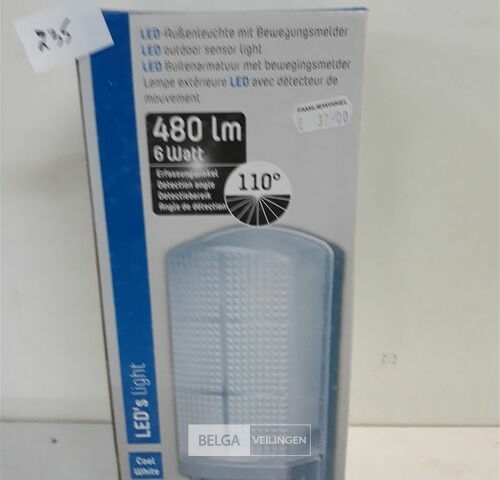 235
LED-Außenleuchte mit Bewegungsmelder
LED outdoor sensor light
LED Buitenarmatuur met bewegingsmelder
Lampe extérieure LED avec détecteur de
mouvement
FAMILIEWINKEL
€ 32-00
480 lm
6 Watt
Erfassungswinkel
Detection angle
Detectiebereik
Angle de détection
110°
LED's light
Cool
White
BELGA VEILINGEN